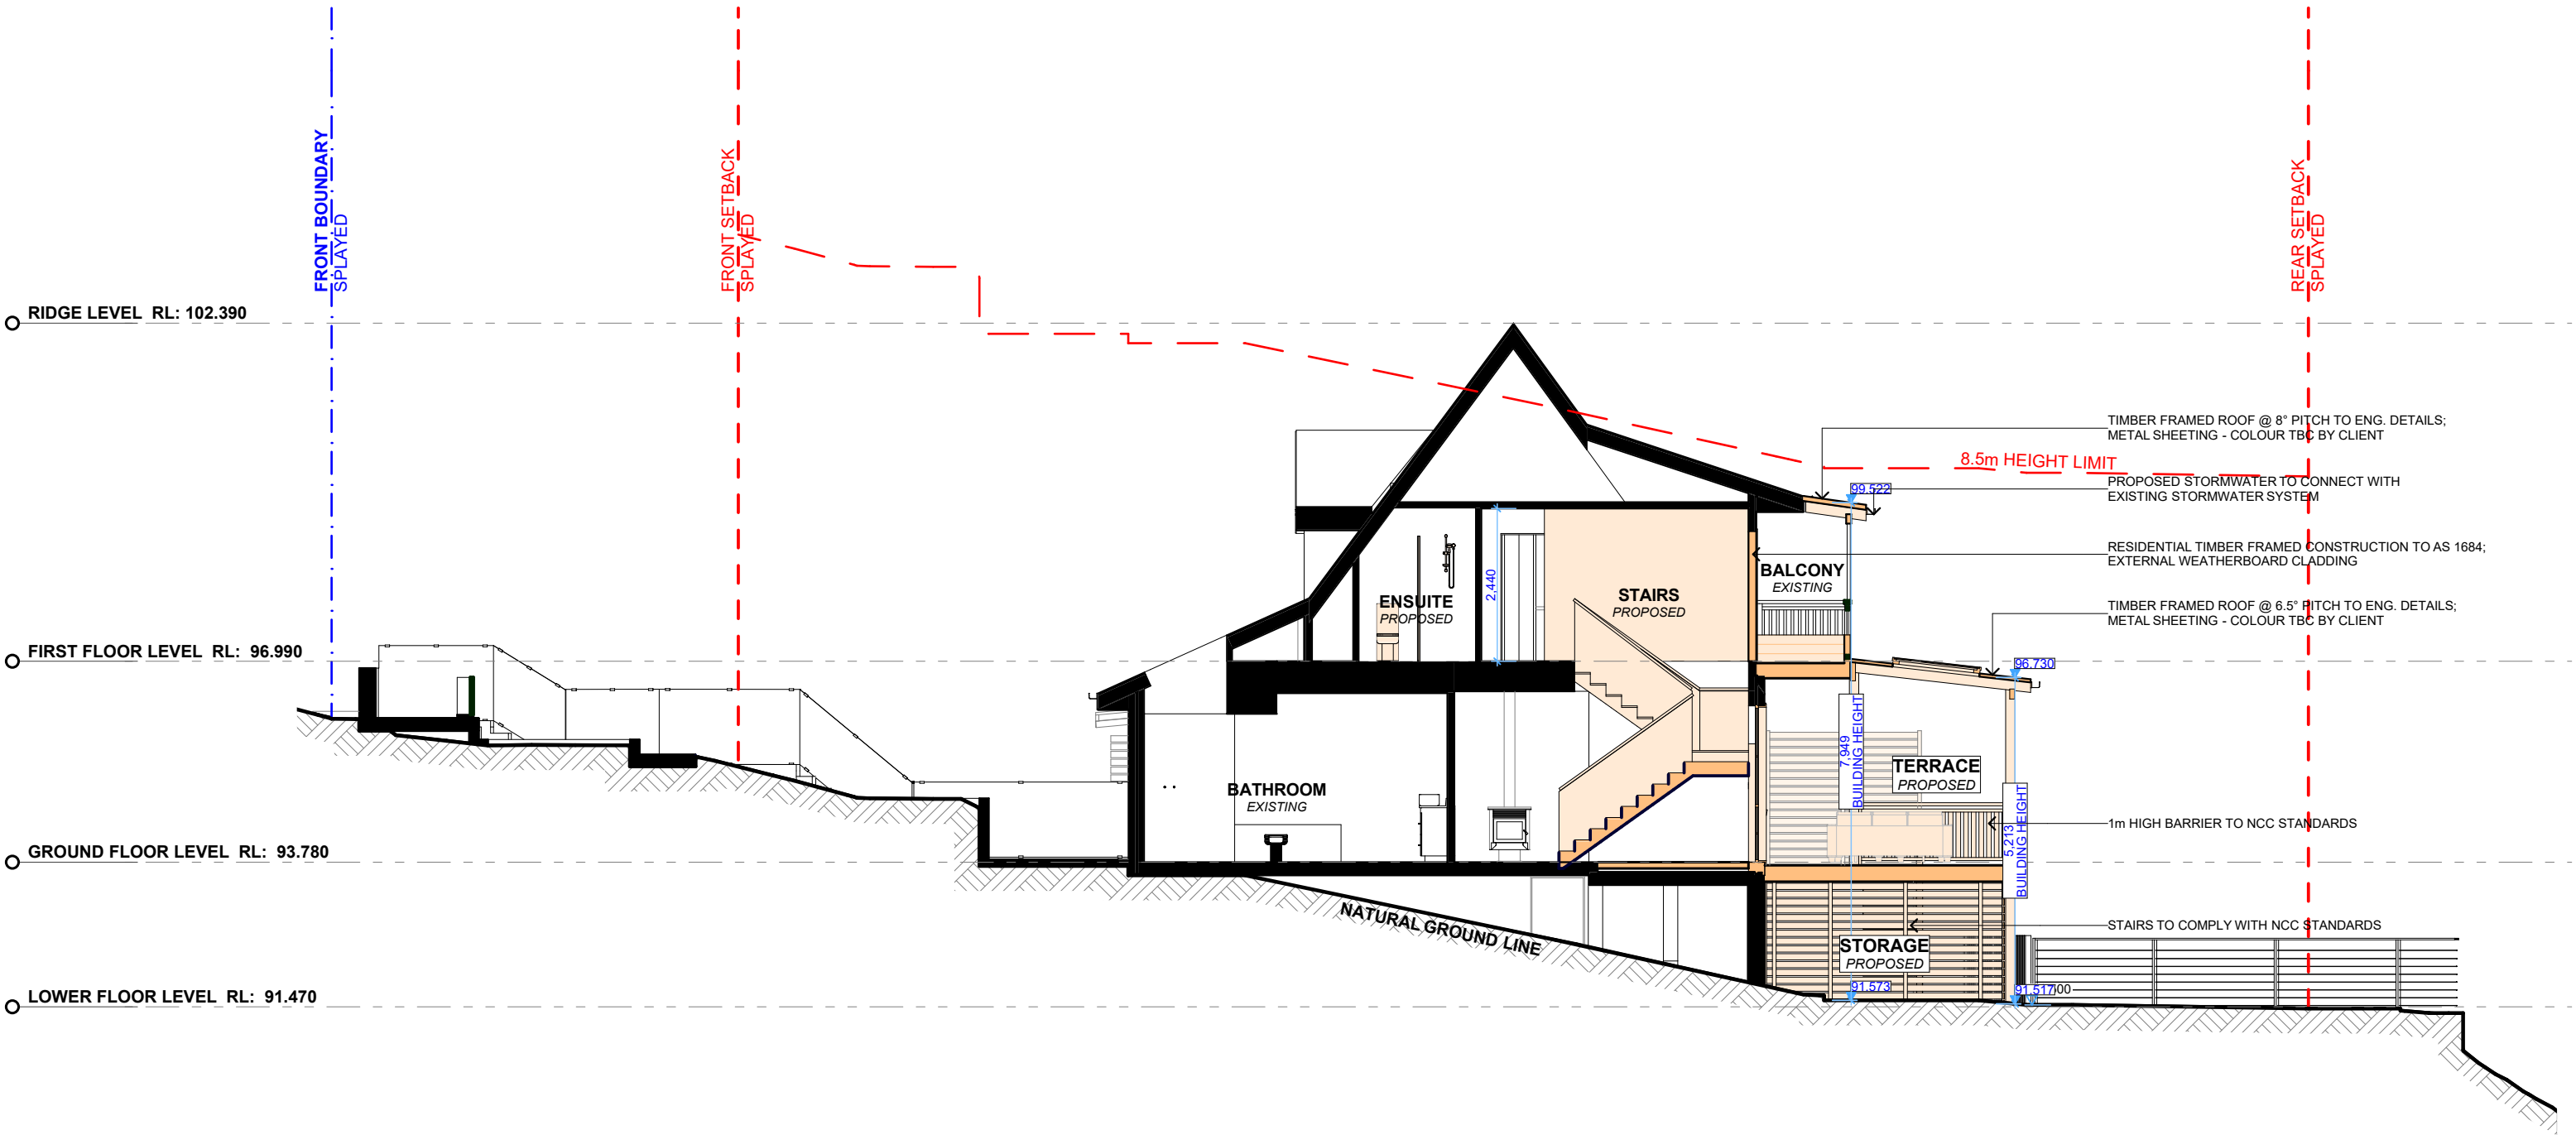 FRONT BOUNDARY
SPLAYED
FRONT SETBACK
SPLAYED
REAR SETBACK
SPLAYED
RIDGE LEVEL RL: 102.390
TIMBER FRAMED ROOF @ 8° PITCH TO ENG. DETAILS;
METAL SHEETING - COLOUR TBC BY CLIENT
8.5m HEIGHT LIMIT
99.522
PROPOSED STORMWATER TO CONNECT WITH
EXISTING STORMWATER SYSTEM
RESIDENTIAL TIMBER FRAMED CONSTRUCTION TO AS 1684;
EXTERNAL WEATHERBOARD CLADDING
BALCONY
EXISTING
2,440
ENSUITE
PROPOSED
STAIRS
PROPOSED
TIMBER FRAMED ROOF @ 6.5° PITCH TO ENG. DETAILS;
METAL SHEETING - COLOUR TBC BY CLIENT
FIRST FLOOR LEVEL RL: 96.990
96.730
7,949
BUILDING HEIGHT
TERRACE
PROPOSED
BATHROOM
EXISTING
5,213
BUILDING HEIGHT
1m HIGH BARRIER TO NCC STANDARDS
GROUND FLOOR LEVEL RL: 93.780
NATURAL GROUND LINE
STAIRS TO COMPLY WITH NCC STANDARDS
STORAGE
PROPOSED
91.573
91.517
LOWER FLOOR LEVEL RL: 91.470